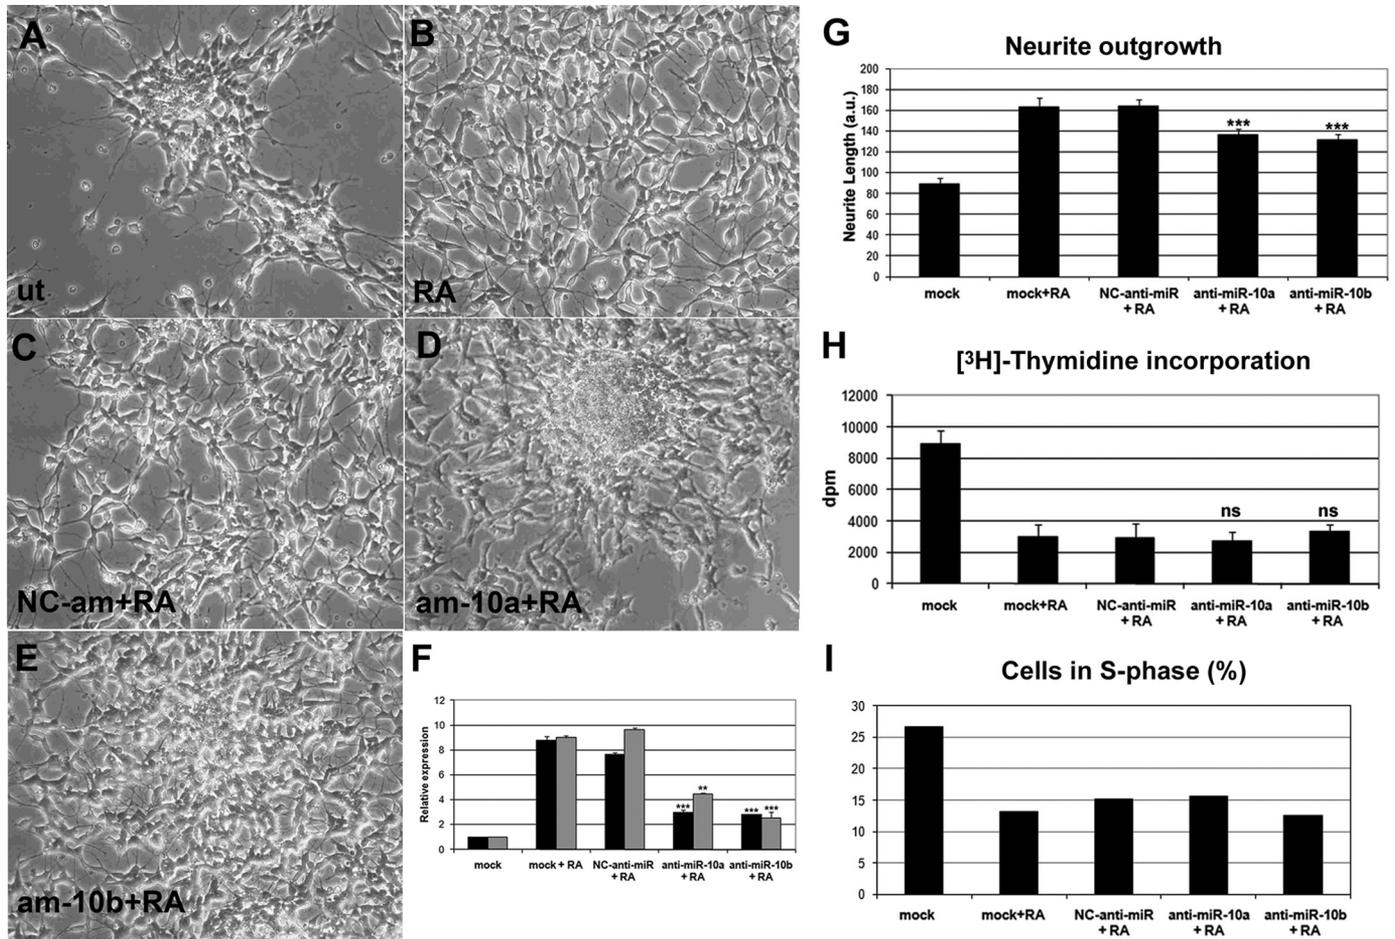 A
ut
B
RA
C
NC-am+RA
D
am-10a+RA
E
am-10b+RA
F
Relative expression
12
10
8
6
4
2
0
***
**
***
***
mock
mock + RA
NC-anti-miR
+ RA
anti-miR-10a
+ RA
anti-miR-10b
+ RA
G
Neurite outgrowth
Neurite Length (a.u.)
200
180
160
140
120
100
80
60
40
20
0
***
***
mock
mock+RA
NC-anti-miR
+ RA
anti-miR-10a
+ RA
anti-miR-10b
+ RA
H
[³H]-Thymidine incorporation
dpm
12000
10000
8000
6000
4000
2000
0
ns
ns
mock
mock+RA
NC-anti-miR
+ RA
anti-miR-10a
+ RA
anti-miR-10b
+ RA
I
Cells in S-phase (%)
30
25
20
15
10
5
0
mock
mock+RA
NC-anti-miR
+ RA
anti-miR-10a
+ RA
anti-miR-10b
+ RA